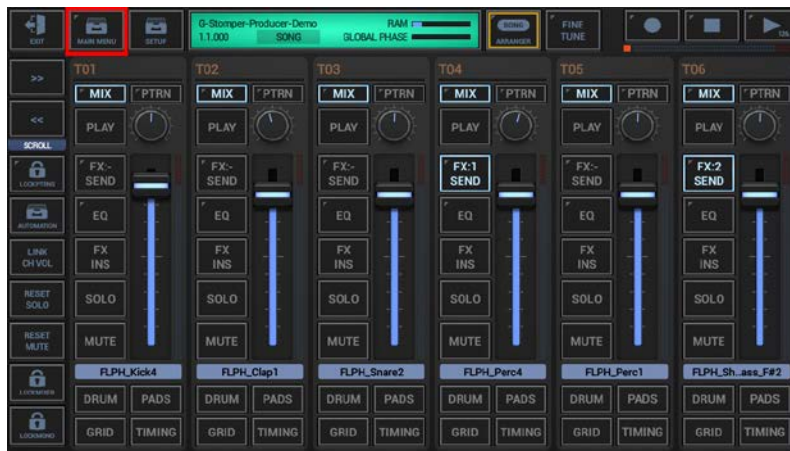 EXIT
MAIN MENU
SETUP
G-Stomper-Producer-Demo RAM
1.1.000 SONG GLOBAL PHASE
SONG
ARRANGER
FINE
TUNE
>>
<<
SCROLL
LOCKPTRNS
AUTOMATION
LINK
CH VOL
RESET
SOLO
RESET
MUTE
LOCKMIXER
LOCKMONO
T01 T02 T03 T04 T05 T06
MIX PTRN MIX PTRN MIX PTRN MIX PTRN MIX PTRN MIX PTRN
PLAY PLAY PLAY PLAY PLAY PLAY
FX:- FX:- FX:- FX:1 FX:- FX:2
SEND SEND SEND SEND SEND SEND
EQ EQ EQ EQ EQ EQ
FX FX FX FX FX FX
INS INS INS INS INS INS
SOLO SOLO SOLO SOLO SOLO SOLO
MUTE MUTE MUTE MUTE MUTE MUTE
FLPH_Kick4 FLPH_Clap1 FLPH_Snare2 FLPH_Perc4 FLPH_Perc1 FLPH_Sh...ass_F#2
DRUM PADS DRUM PADS DRUM PADS DRUM PADS DRUM PADS DRUM PADS
GRID TIMING GRID TIMING GRID TIMING GRID TIMING GRID TIMING GRID TIMING